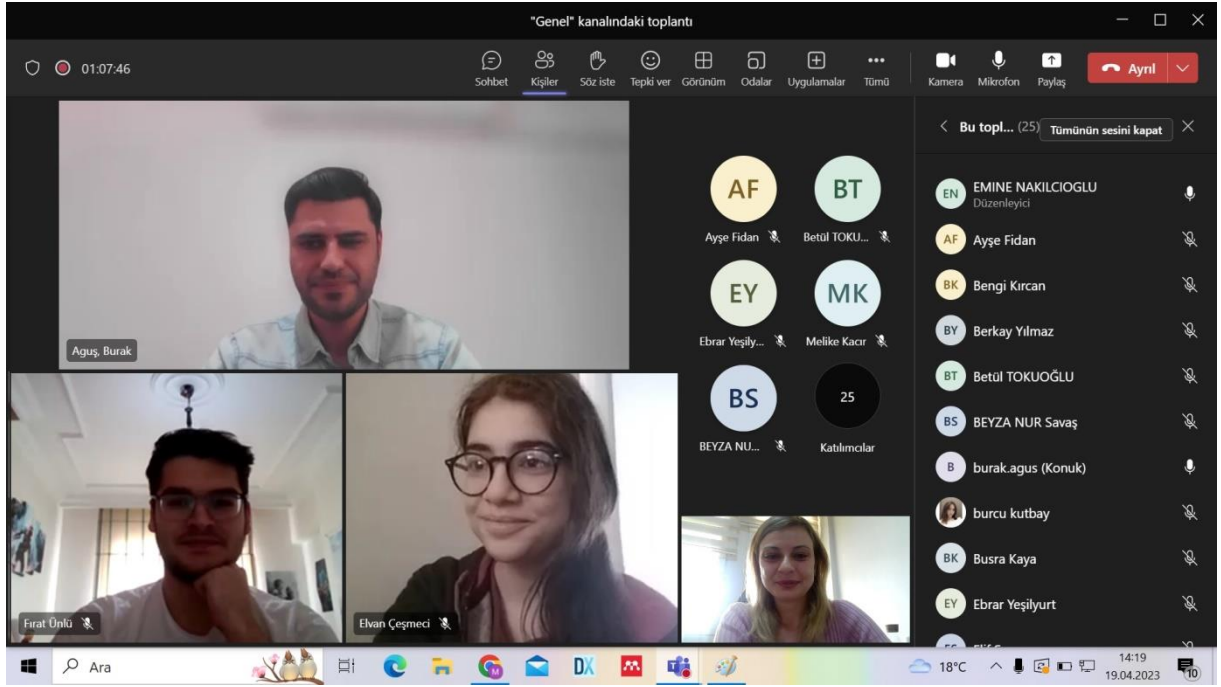 "Genel" kanalındaki toplantı
01:07:46
Sohbet Kişiler Söz iste Tepki ver Görünüm Odalar Uygulamalar Tümü Kamera Mikrofon Paylaş Ayrıl
Aguş, Burak
Fırat Ünlü
Elvan Çeşmeci
AF
Ayşe Fidan
BT
Betül TOKU...
EY
Ebrar Yeşily...
MK
Melike Kacır
BS
BEYZA NU...
25
Katılımcılar
Bu topl... (25)
Tümünün sesini kapat
EN EMINE NAKILCIOGLU
Düzenleyici
AF Ayşe Fidan
BK Bengi Kırcan
BY Berkay Yılmaz
BT Betül TOKUOĞLU
BS BEYZA NUR Savaş
B burak.agus (Konuk)
burcu kutbay
BK Busra Kaya
EY Ebrar Yeşilyurt
Ara
DX
18°C
14:19
19.04.2023
10